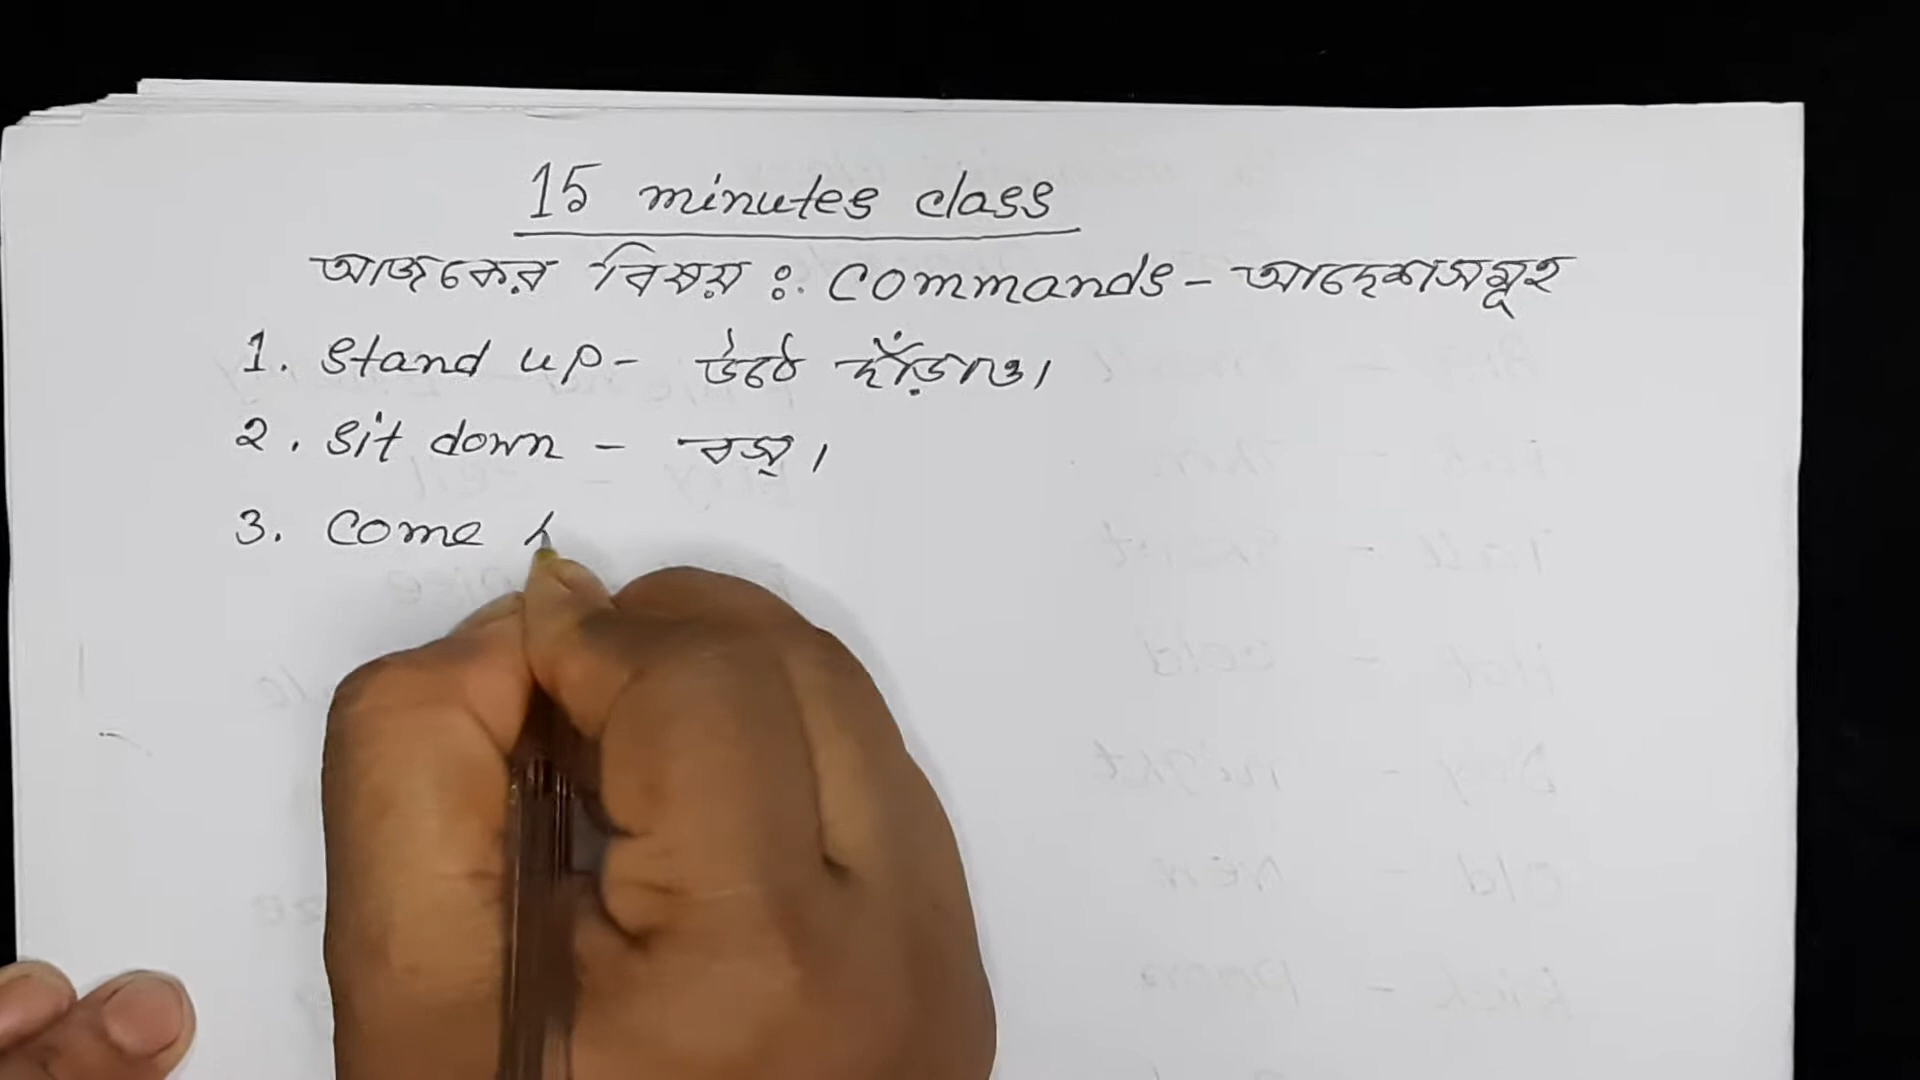 15 minutes class
আজকের বিষয় : Commands - আদেশসমূহ
1. Stand up - উঠে দাঁড়াও।
2. Sit down - বস।
3. Come h